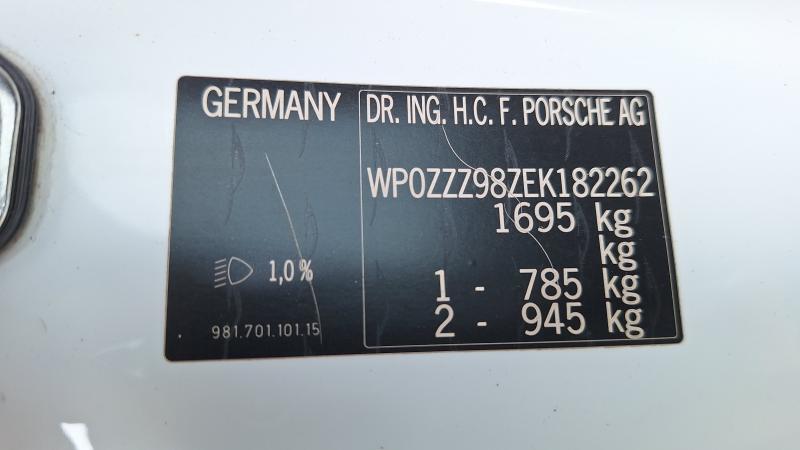 GERMANY
DR. ING. H.C. F. PORSCHE AG
WP0ZZZ98ZEK182262
1695 kg
kg
1 - 785 kg
2 - 945 kg
1,0%
981.701.101.15